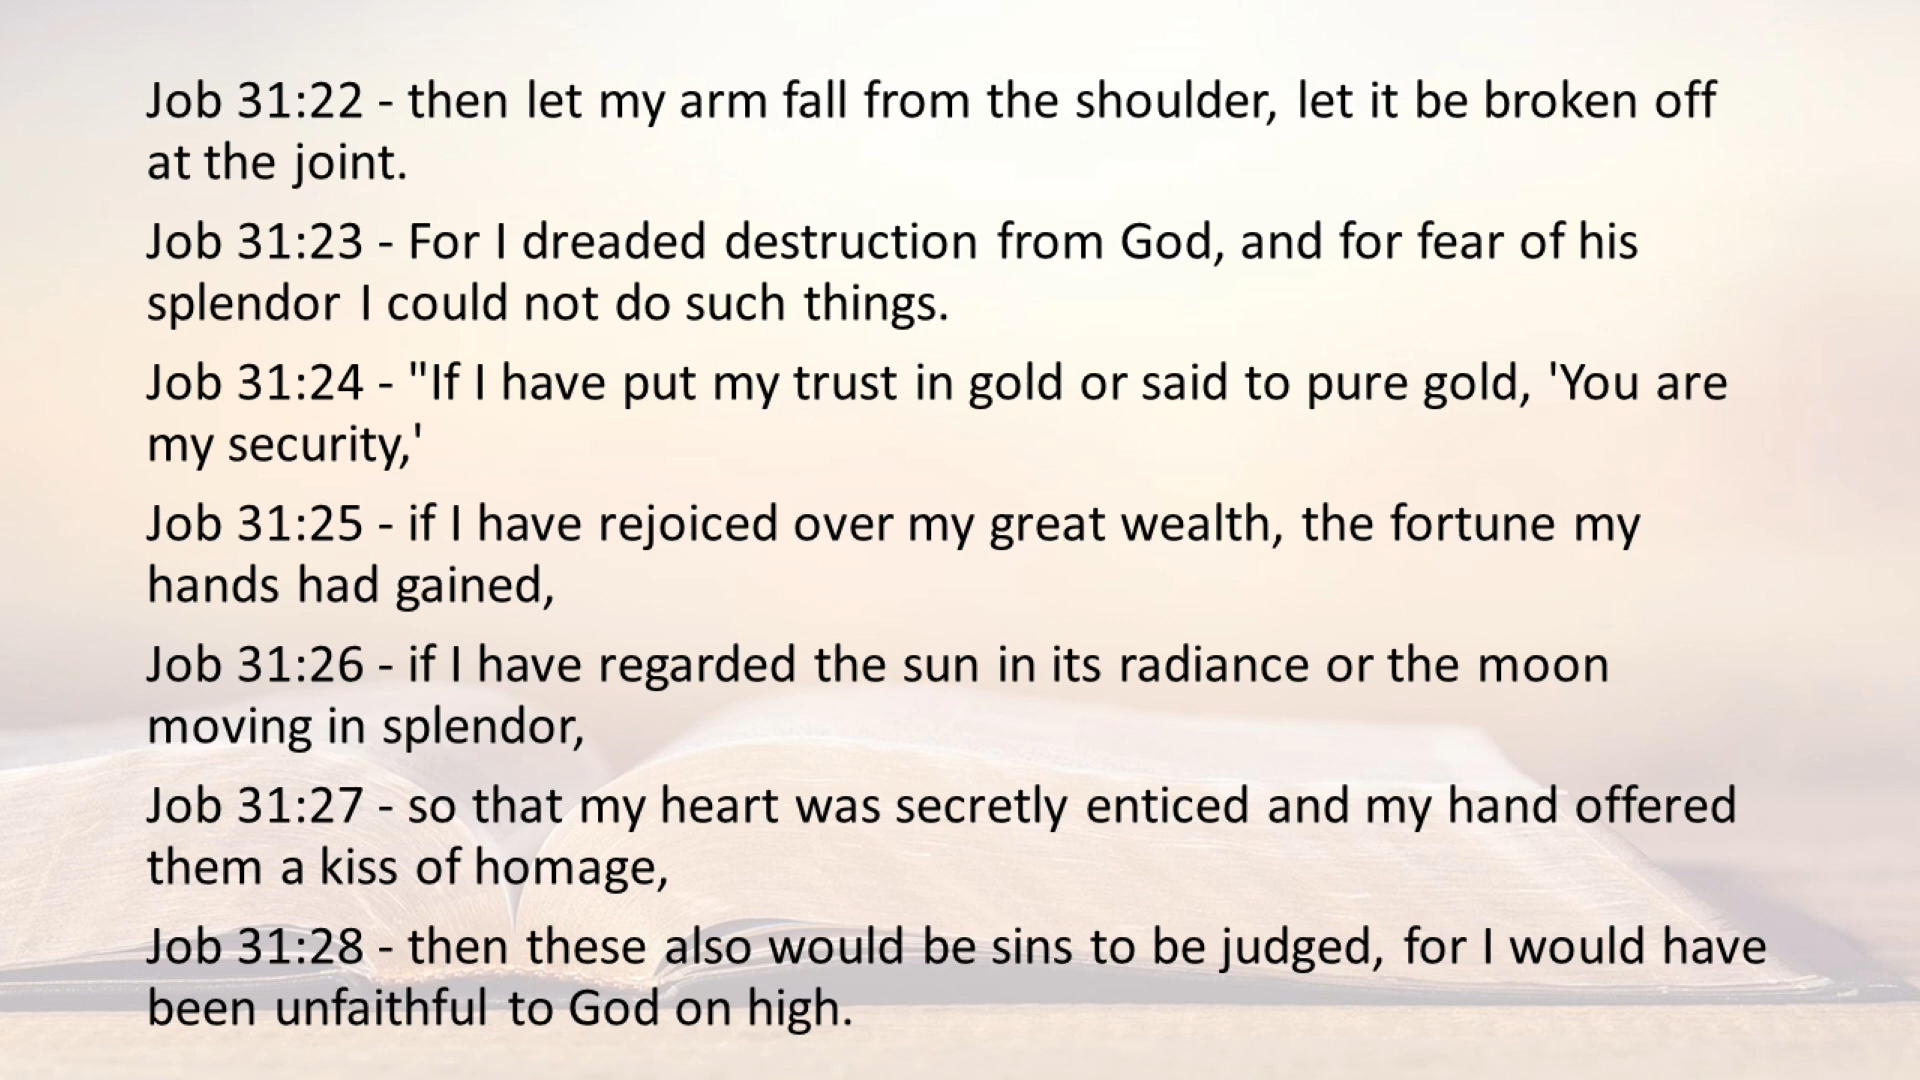 Job 31:22 - then let my arm fall from the shoulder, let it be broken off
at the joint.
Job 31:23 - For I dreaded destruction from God, and for fear of his
splendor I could not do such things.
Job 31:24 - "If I have put my trust in gold or said to pure gold, 'You are
my security,'
Job 31:25 - if I have rejoiced over my great wealth, the fortune my
hands had gained,
Job 31:26 - if I have regarded the sun in its radiance or the moon
moving in splendor,
Job 31:27 - so that my heart was secretly enticed and my hand offered
them a kiss of homage,
Job 31:28 - then these also would be sins to be judged, for I would have
been unfaithful to God on high.